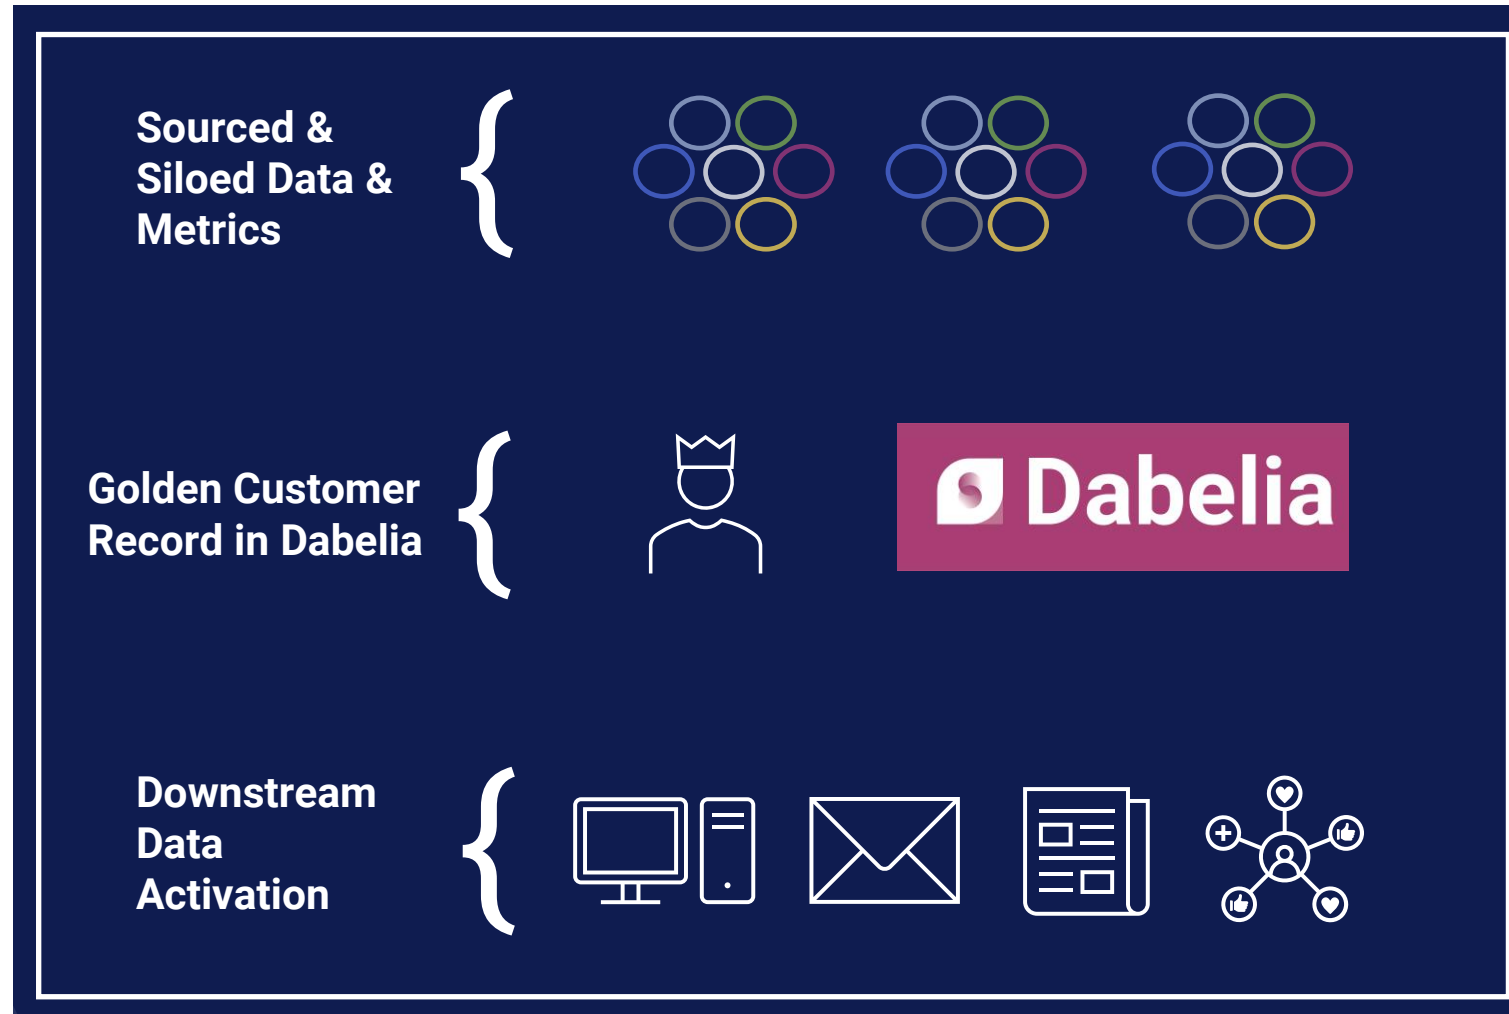 Sourced &
Siloed Data &
Metrics
Golden Customer
Record in Dabelia
Dabelia
Downstream
Data
Activation